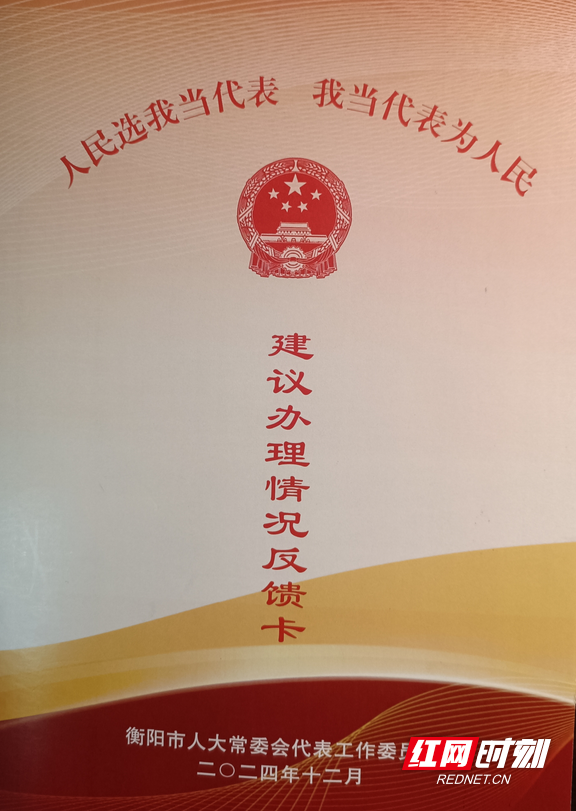 人民选我当代表 我当代表为人民
建议办理情况反馈卡
衡阳市人大常委会代表工作委员
二〇二四年十二月
红网时刻
REDNET.CN